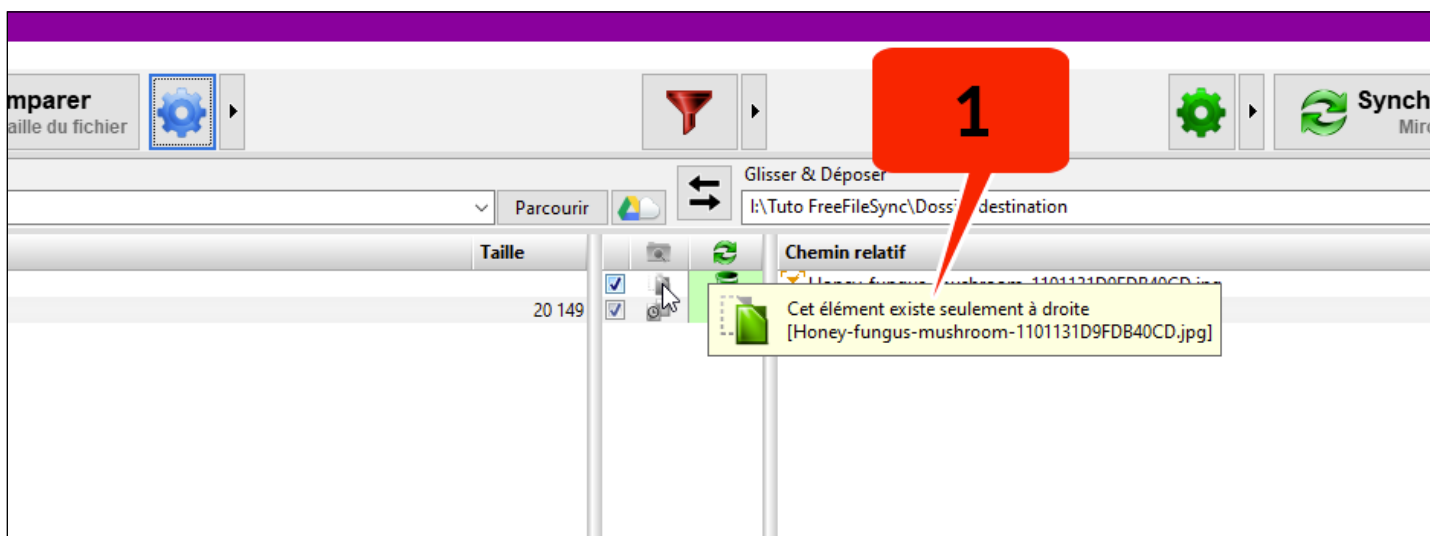 1
mparer
aille du fichier
Synch
Miro
Glisser & Déposer
Parcourir
I:\Tuto FreeFileSync\Dossi destination
Taille
Chemin relatif
20 149
Cet élément existe seulement à droite
[Honey-fungus-mushroom-1101131D9FDB40CD.jpg]